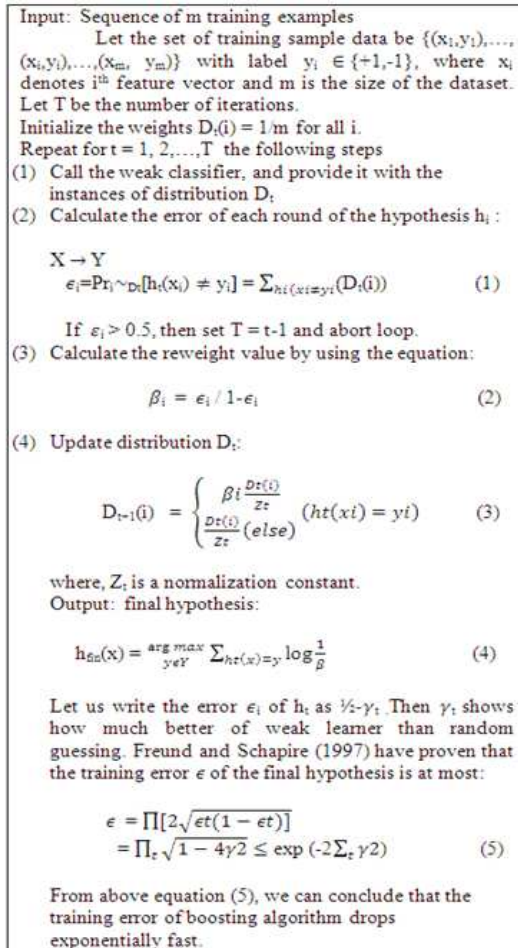 Input: Sequence of m training examples
Let the set of training sample data be {(x₁,y₁),…,
(xᵢ,yᵢ),…,(xₘ, yₘ)} with label yᵢ ∈{+1,-1}, where xᵢ
denotes iᵗʰ feature vector and m is the size of the dataset.
Let T be the number of iterations.
Initialize the weights Dₜ(i) = 1/m for all i.
Repeat for t = 1, 2,…,T the following steps
(1) Call the weak classifier, and provide it with the
instances of distribution Dₜ
(2) Calculate the error of each round of the hypothesis hᵢ :
X → Y
ϵᵢ=Prᵢ~Dt[hₜ(xᵢ) ≠ yᵢ] = ∑hi(xi≠yi(Dₜ(i)) (1)
If εᵢ > 0.5, then set T = t-1 and abort loop.
(3) Calculate the reweight value by using the equation:
βᵢ = ϵᵢ / 1-ϵᵢ (2)
(4) Update distribution Dₜ:
Dₜ₋₁(i) = { βi Dt(i)/Zt
Dt(i)/Zt (else) (ht(xi) = yi) (3)
where, Zₜ is a normalization constant.
Output: final hypothesis:
hfin(x) = arg max yϵY ∑ht(x)=y log 1/β (4)
Let us write the error ϵᵢ of hₜ as ½-γₜ .Then γₜ shows
how much better of weak learner than random
guessing. Freund and Schapire (1997) have proven that
the training error ϵ of the final hypothesis is at most:
ϵ = ∏[2√ϵt(1 − ϵt)]
= ∏ₜ √1 − 4γ2 ≤ exp (-2∑ₜ γ2) (5)
From above equation (5), we can conclude that the
training error of boosting algorithm drops
exponentially fast.